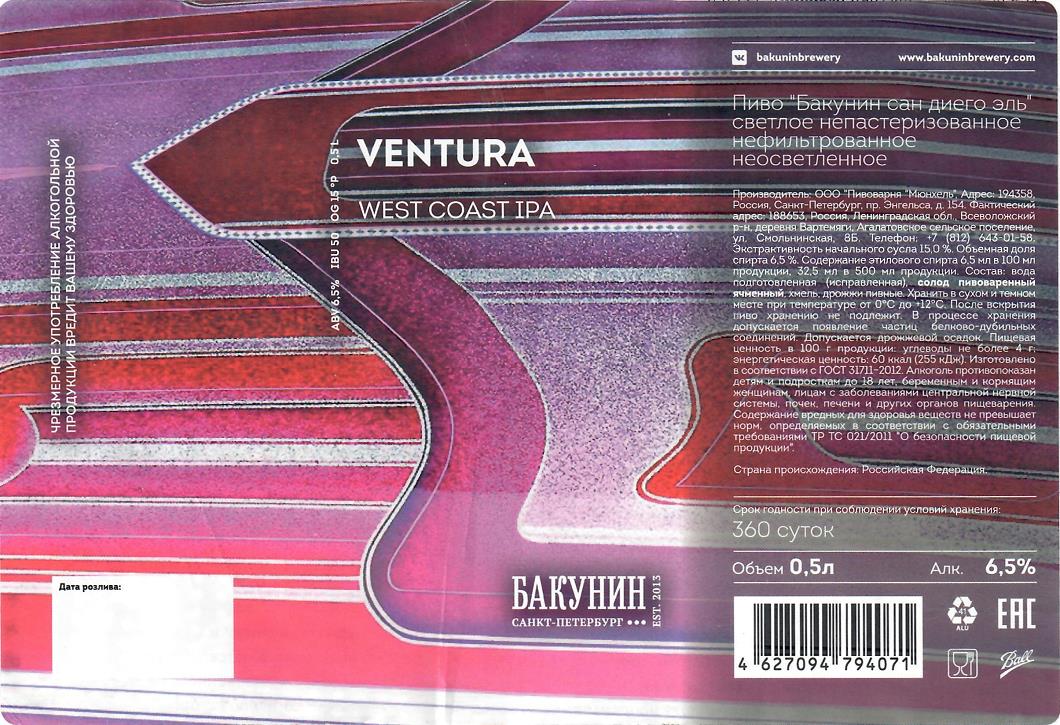 ЧРЕЗМЕРНОЕ УПОТРЕБЛЕНИЕ АЛКОГОЛЬНОЙ
ПРОДУКЦИИ ВРЕДИТ ВАШЕМУ ЗДОРОВЬЮ
Дата розлива:
ABV 6,5% IBU 50 OG 15 °P 0,5 L
VENTURA
WEST COAST IPA
БАКУНИН
САНКТ-ПЕТЕРБУРГ •••
EST. 2013
bakuninbrewery www.bakuninbrewery.com
Пиво "Бакунин сан диего эль"
светлое непастеризованное
нефильтрованное
неосветленное
Производитель: ООО "Пивоварня "Мюнхель", Адрес: 194358,
Россия, Санкт-Петербург, пр. Энгельса, д. 154. Фактический
адрес: 188653, Россия, Ленинградская обл., Всеволожский
р-н, деревня Вартемяги, Агалатовское сельское поселение,
ул. Смольнинская, 8Б. Телефон: +7 (812) 643-01-58.
Экстрактивность начального сусла 15,0 %. Объемная доля
спирта 6,5 %. Содержание этилового спирта 6,5 мл в 100 мл
продукции, 32,5 мл в 500 мл продукции. Состав: вода
подготовленная (исправленная), солод пивоваренный
ячменный, хмель, дрожжи пивные. Хранить в сухом и темном
месте при температуре от 0°C до +12°C. После вскрытия
пиво хранению не подлежит. В процессе хранения
допускается появление частиц белково-дубильных
соединений. Допускается дрожжевой осадок. Пищевая
ценность в 100 г продукции: углеводы не более 4 г;
энергетическая ценность: 60 ккал (255 кДж). Изготовлено
в соответствии с ГОСТ 31711-2012. Алкоголь противопоказан
детям и подросткам до 18 лет, беременным и кормящим
женщинам, лицам с заболеваниями центральной нервной
системы, почек, печени и других органов пищеварения.
Содержание вредных для здоровья веществ не превышает
норм, определяемых в соответствии с обязательными
требованиями ТР ТС 021/2011 "О безопасности пищевой
продукции".
Страна происхождения: Российская Федерация.
Срок годности при соблюдении условий хранения:
360 суток
Объем 0,5л Алк. 6,5%
4 627094 794071
41
ALU
EAC
Ball